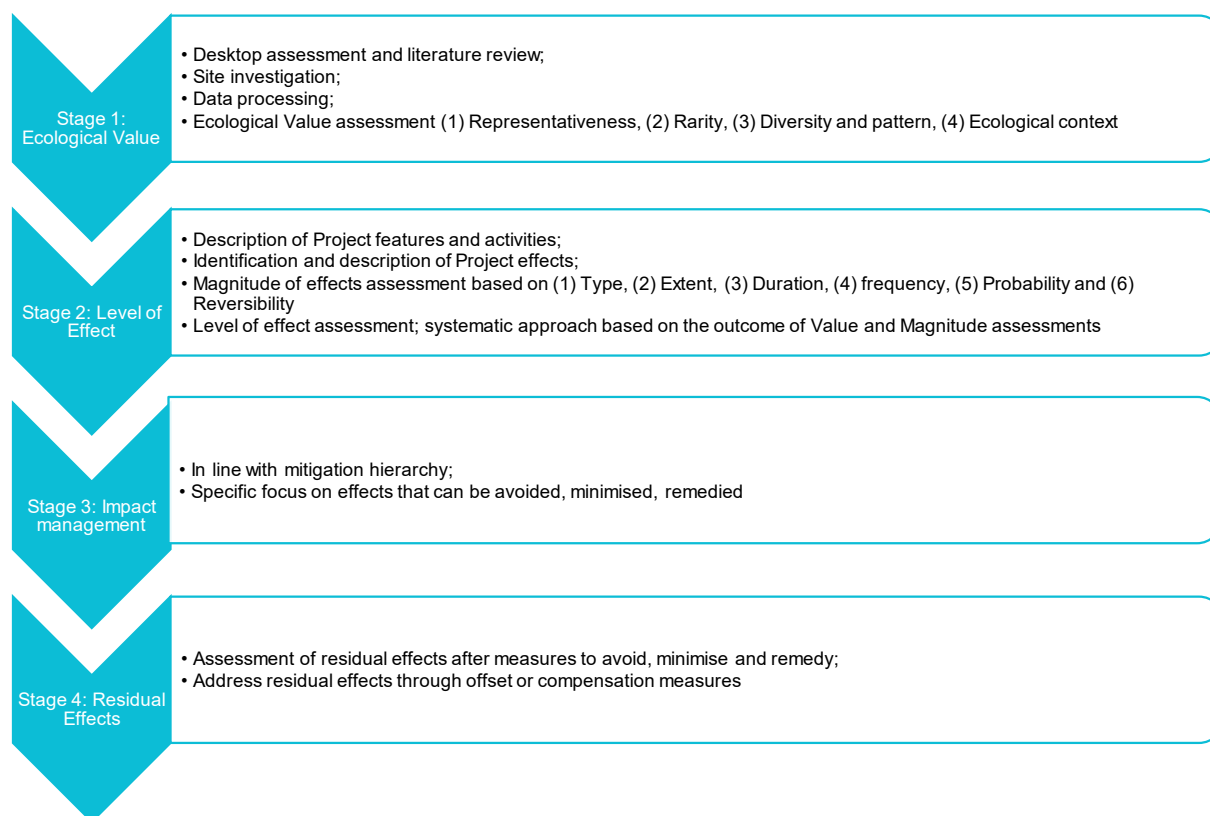 Stage 1:
Ecological Value
• Desktop assessment and literature review;
• Site investigation;
• Data processing;
• Ecological Value assessment (1) Representativeness, (2) Rarity, (3) Diversity and pattern, (4) Ecological context
Stage 2: Level of
Effect
• Description of Project features and activities;
• Identification and description of Project effects;
• Magnitude of effects assessment based on (1) Type, (2) Extent, (3) Duration, (4) frequency, (5) Probability and (6)
Reversibility
• Level of effect assessment; systematic approach based on the outcome of Value and Magnitude assessments
Stage 3: Impact
management
• In line with mitigation hierarchy;
• Specific focus on effects that can be avoided, minimised, remedied
Stage 4: Residual
Effects
• Assessment of residual effects after measures to avoid, minimise and remedy;
• Address residual effects through offset or compensation measures